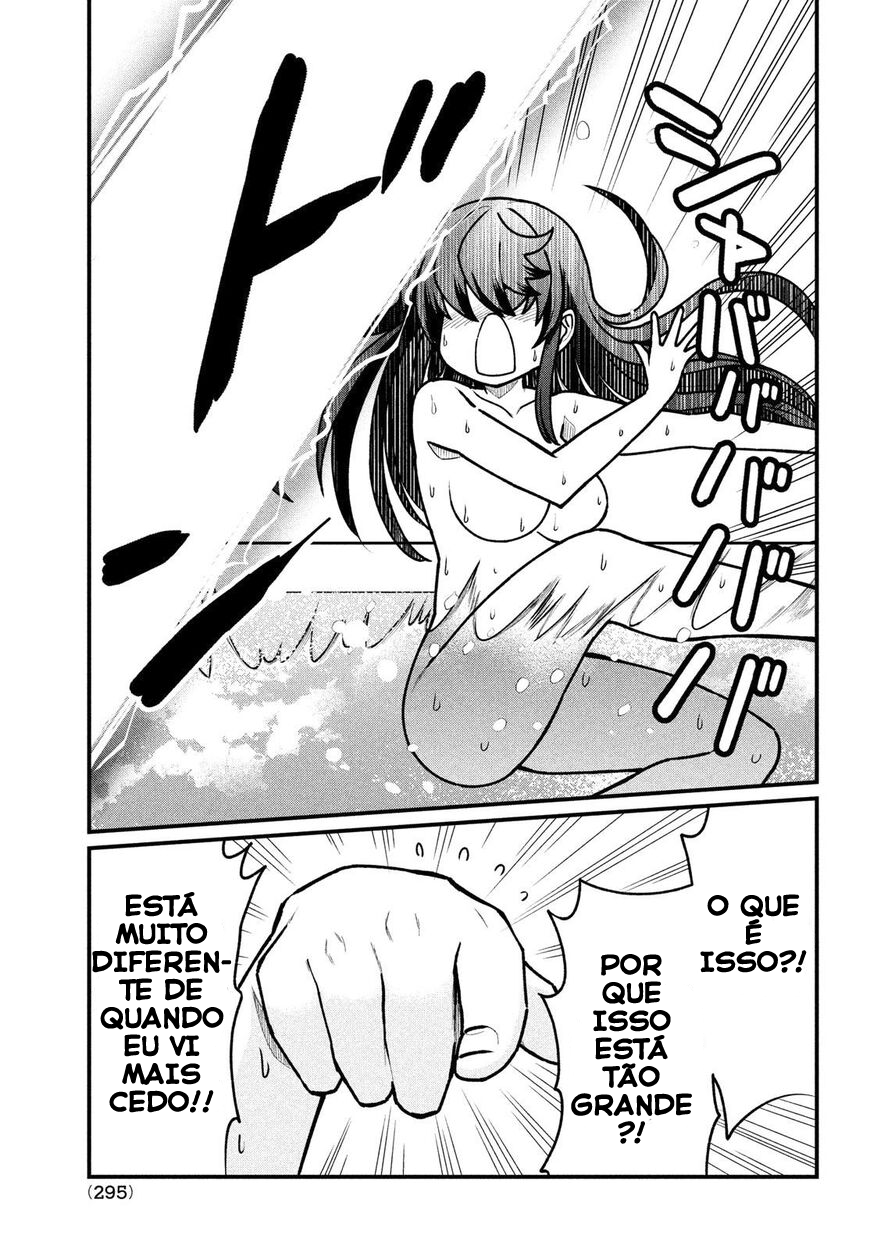 ドン
シャバババババ
O QUE
É
ISSO?!
POR
QUE
ISSO
ESTÁ
TÃO
GRANDE
?!
ESTÁ
MUITO
DIFEREN-
TE DE
QUANDO
EU VI
MAIS
CEDO!!
(295)